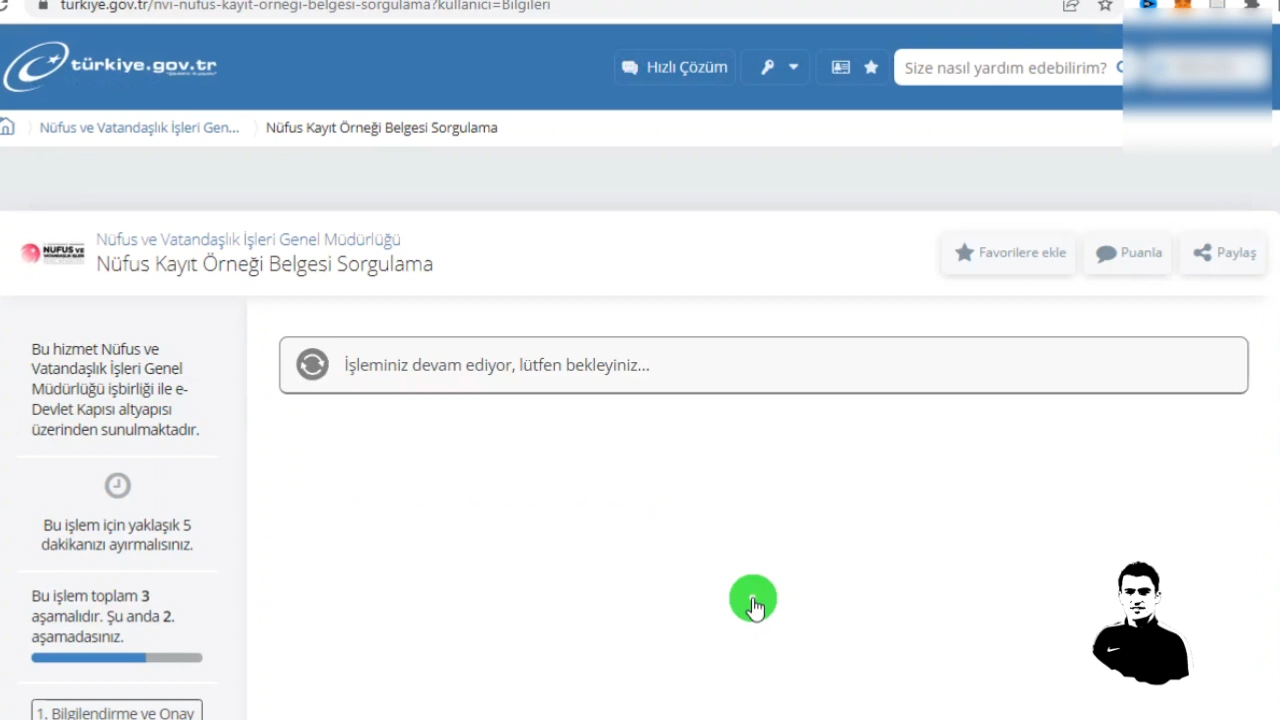 turkiye.gov.tr/nvi-nufus-kayit-ornegi-belgesi-sorgulama?kullanici=Bilgileri
türkiye.gov.tr
Hızlı Çözüm
Size nasıl yardım edebilirim?
Nüfus ve Vatandaşlık İşleri Gen...
Nüfus Kayıt Örneği Belgesi Sorgulama
NÜFUS VE
Nüfus ve Vatandaşlık İşleri Genel Müdürlüğü
Nüfus Kayıt Örneği Belgesi Sorgulama
Favorilere ekle
Puanla
Paylaş
İşleminiz devam ediyor, lütfen bekleyiniz...
Bu hizmet Nüfus ve
Vatandaşlık İşleri Genel
Müdürlüğü işbirliği ile e-
Devlet Kapısı altyapısı
üzerinden sunulmaktadır.
Bu işlem için yaklaşık 5
dakikanızı ayırmalısınız.
Bu işlem toplam 3
aşamalıdır. Şu anda 2.
aşamadasınız.
1. Bilgilendirme ve Onay